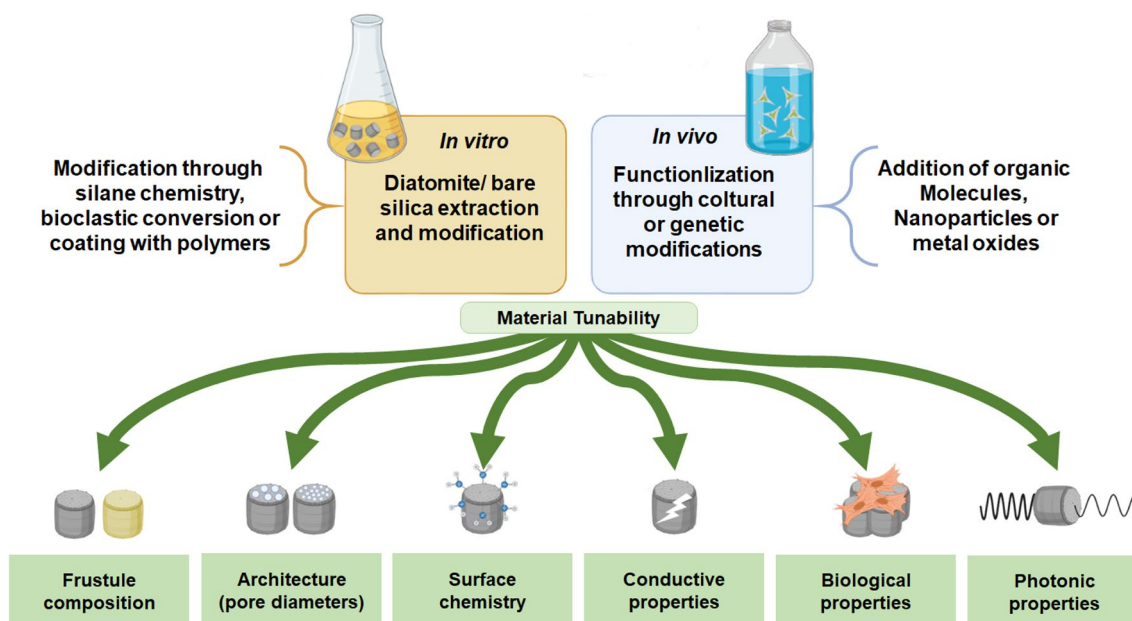 Modification through
silane chemistry,
bioclastic conversion or
coating with polymers
In vitro
Diatomite/ bare
silica extraction
and modification
In vivo
Functionlization
through coltural
or genetic
modifications
Addition of organic
Molecules,
Nanoparticles or
metal oxides
Material Tunability
Frustule
composition
Architecture
(pore diameters)
Surface
chemistry
Conductive
properties
Biological
properties
Photonic
properties